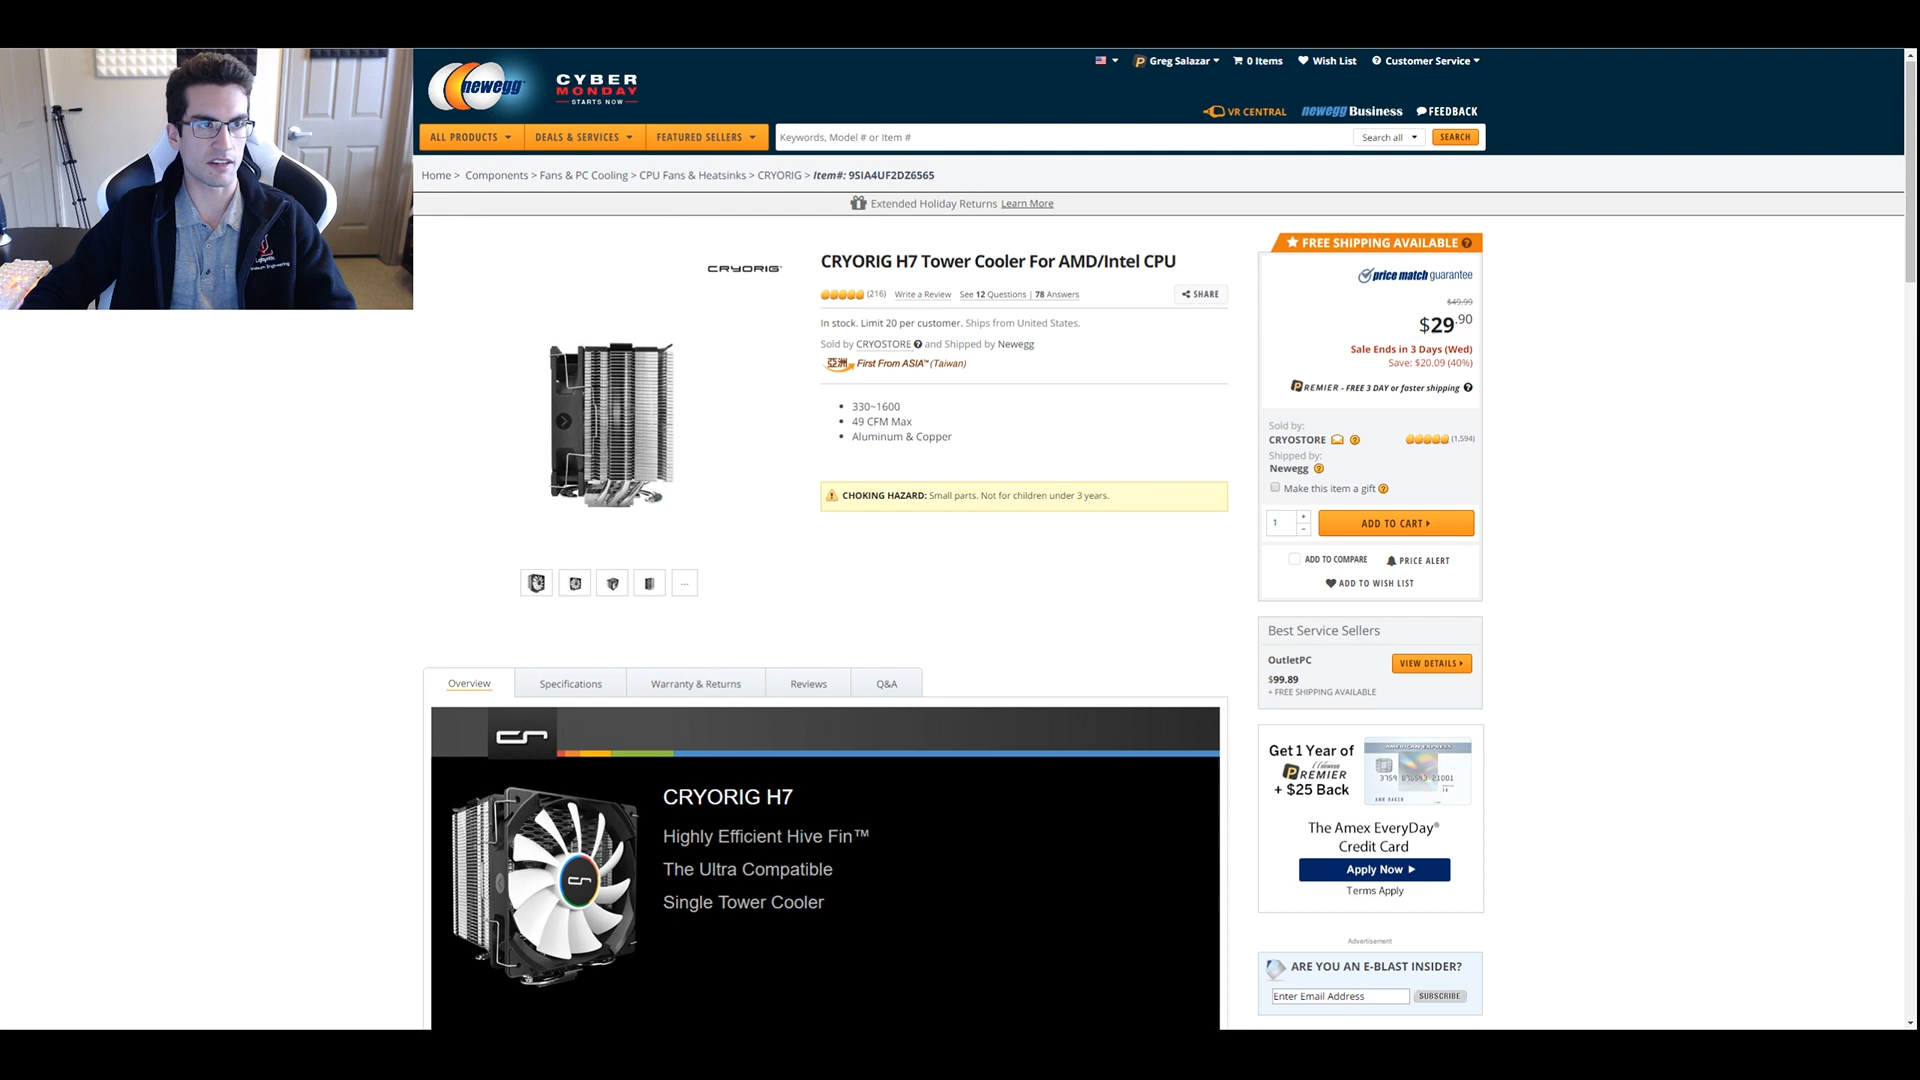 newegg
CYBER
MONDAY
STARTS NOW
Greg Salazar
0 Items
Wish List
Customer Service
VR CENTRAL
newegg Business
FEEDBACK
ALL PRODUCTS
DEALS & SERVICES
FEATURED SELLERS
Keywords, Model # or Item #
Search all
SEARCH
Home > Components > Fans & PC Cooling > CPU Fans & Heatsinks > CRYORIG > Item#: 9SIA4UF2DZ6565
Extended Holiday Returns Learn More
CRYORIG
CRYORIG H7 Tower Cooler For AMD/Intel CPU
(216) Write a Review See 12 Questions | 78 Answers
SHARE
In stock. Limit 20 per customer. Ships from United States.
Sold by CRYOSTORE and Shipped by Newegg
亞洲 First From ASIA™ (Taiwan)
330~1600
49 CFM Max
Aluminum & Copper
CHOKING HAZARD: Small parts. Not for children under 3 years.
FREE SHIPPING AVAILABLE
price match guarantee
$49.99
$29.90
Sale Ends in 3 Days (Wed)
Save: $20.09 (40%)
PREMIER - FREE 3 DAY or faster shipping
Sold by:
CRYOSTORE (1,594)
Shipped by:
Newegg
Make this item a gift
1
ADD TO CART
ADD TO COMPARE
PRICE ALERT
ADD TO WISH LIST
Best Service Sellers
OutletPC
VIEW DETAILS
$99.89
+ FREE SHIPPING AVAILABLE
Overview
Specifications
Warranty & Returns
Reviews
Q&A
CRYORIG H7
Highly Efficient Hive Fin™
The Ultra Compatible
Single Tower Cooler
Get 1 Year of
newegg
PREMIER
+ $25 Back
AMERICAN EXPRESS
The Amex EveryDay®
Credit Card
Apply Now
Terms Apply
Advertisement
ARE YOU AN E-BLAST INSIDER?
Enter Email Address
SUBSCRIBE